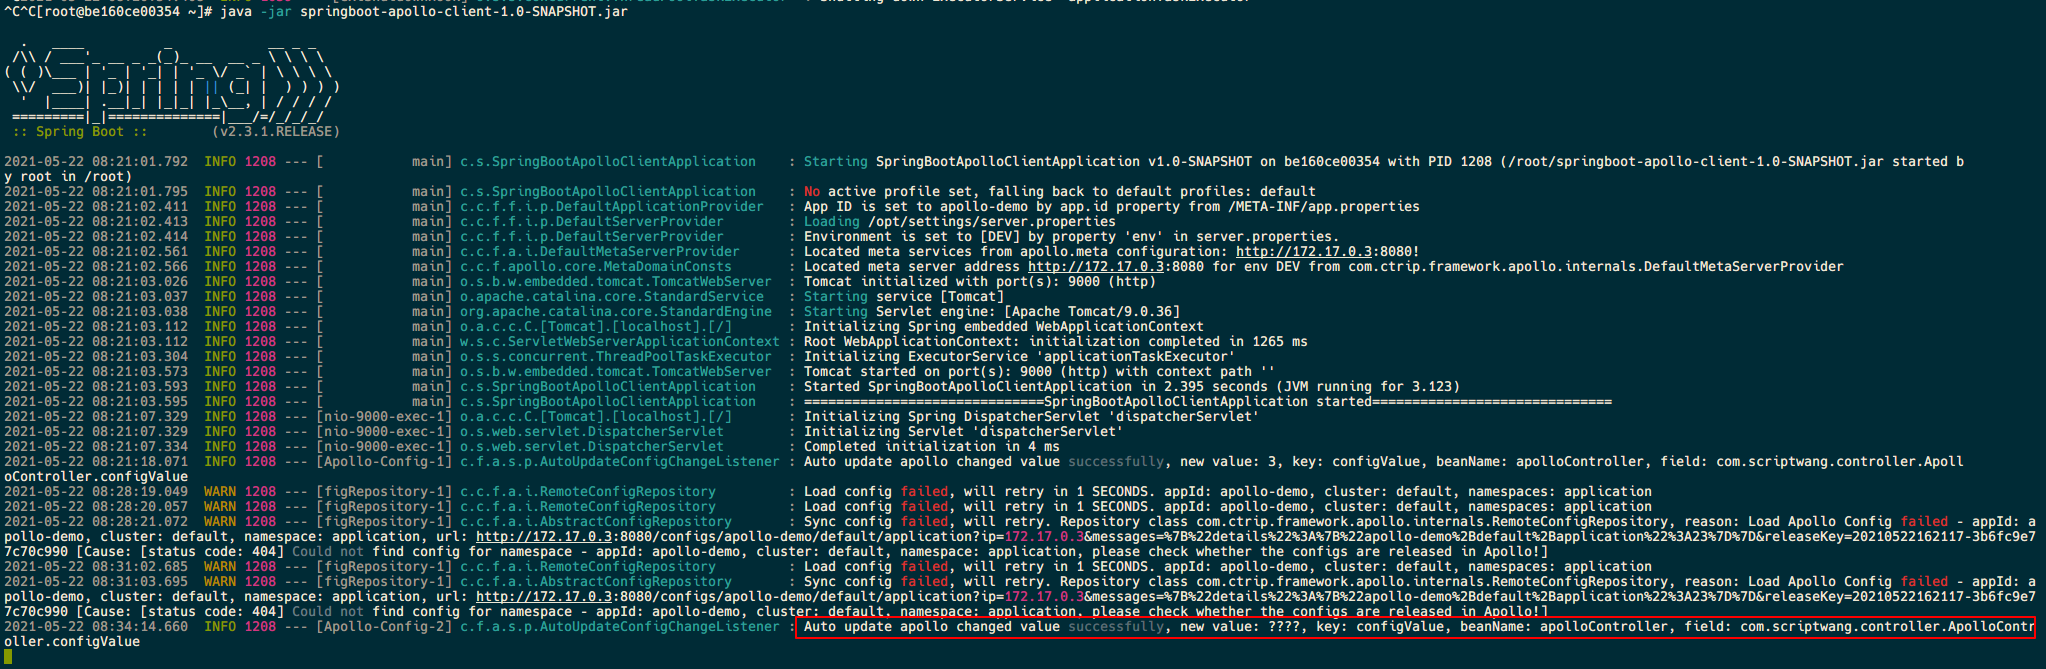 ^C^C[root@be160ce00354 ~]# java -jar springboot-apollo-client-1.0-SNAPSHOT.jar
  .   ____          _            __ _ _
 /\\ / ___'_ __ _ _(_)_ __  __ _ \ \ \ \
( ( )\___ | '_ | '_| | '_ \/ _` | \ \ \ \
 \\/  ___)| |_)| | | | | || (_| |  ) ) ) )
  '  |____| .__|_| |_|_| |_\__, | / / / /
 =========|_|==============|___/=/_/_/_/
 :: Spring Boot ::        (v2.3.1.RELEASE)
2021-05-22 08:21:01.792  INFO 1208 --- [           main] c.s.SpringBootApolloClientApplication    : Starting SpringBootApolloClientApplication v1.0-SNAPSHOT on be160ce00354 with PID 1208 (/root/springboot-apollo-client-1.0-SNAPSHOT.jar started b
y root in /root)
2021-05-22 08:21:01.795  INFO 1208 --- [           main] c.s.SpringBootApolloClientApplication    : No active profile set, falling back to default profiles: default
2021-05-22 08:21:02.411  INFO 1208 --- [           main] c.c.f.f.i.p.DefaultApplicationProvider   : App ID is set to apollo-demo by app.id property from /META-INF/app.properties
2021-05-22 08:21:02.413  INFO 1208 --- [           main] c.c.f.f.i.p.DefaultServerProvider        : Loading /opt/settings/server.properties
2021-05-22 08:21:02.414  INFO 1208 --- [           main] c.c.f.f.i.p.DefaultServerProvider        : Environment is set to [DEV] by property 'env' in server.properties.
2021-05-22 08:21:02.561  INFO 1208 --- [           main] c.c.f.a.i.DefaultMetaServerProvider      : Located meta services from apollo.meta configuration: http://172.17.0.3:8080!
2021-05-22 08:21:02.566  INFO 1208 --- [           main] c.c.f.apollo.core.MetaDomainConsts       : Located meta server address http://172.17.0.3:8080 for env DEV from com.ctrip.framework.apollo.internals.DefaultMetaServerProvider
2021-05-22 08:21:03.026  INFO 1208 --- [           main] o.s.b.w.embedded.tomcat.TomcatWebServer  : Tomcat initialized with port(s): 9000 (http)
2021-05-22 08:21:03.037  INFO 1208 --- [           main] o.apache.catalina.core.StandardService   : Starting service [Tomcat]
2021-05-22 08:21:03.038  INFO 1208 --- [           main] org.apache.catalina.core.StandardEngine  : Starting Servlet engine: [Apache Tomcat/9.0.36]
2021-05-22 08:21:03.112  INFO 1208 --- [           main] o.a.c.c.C.[Tomcat].[localhost].[/]       : Initializing Spring embedded WebApplicationContext
2021-05-22 08:21:03.112  INFO 1208 --- [           main] w.s.c.ServletWebServerApplicationContext : Root WebApplicationContext: initialization completed in 1265 ms
2021-05-22 08:21:03.304  INFO 1208 --- [           main] o.s.s.concurrent.ThreadPoolTaskExecutor  : Initializing ExecutorService 'applicationTaskExecutor'
2021-05-22 08:21:03.573  INFO 1208 --- [           main] o.s.b.w.embedded.tomcat.TomcatWebServer  : Tomcat started on port(s): 9000 (http) with context path ''
2021-05-22 08:21:03.593  INFO 1208 --- [           main] c.s.SpringBootApolloClientApplication    : Started SpringBootApolloClientApplication in 2.395 seconds (JVM running for 3.123)
2021-05-22 08:21:03.595  INFO 1208 --- [           main] c.s.SpringBootApolloClientApplication    : ==============================SpringBootApolloClientApplication started==============================
2021-05-22 08:21:07.329  INFO 1208 --- [nio-9000-exec-1] o.a.c.c.C.[Tomcat].[localhost].[/]       : Initializing Spring DispatcherServlet 'dispatcherServlet'
2021-05-22 08:21:07.329  INFO 1208 --- [nio-9000-exec-1] o.s.web.servlet.DispatcherServlet        : Initializing Servlet 'dispatcherServlet'
2021-05-22 08:21:07.334  INFO 1208 --- [nio-9000-exec-1] o.s.web.servlet.DispatcherServlet        : Completed initialization in 4 ms
2021-05-22 08:21:18.071  INFO 1208 --- [Apollo-Config-1] c.f.a.s.p.AutoUpdateConfigChangeListener : Auto update apollo changed value successfully, new value: 3, key: configValue, beanName: apolloController, field: com.scriptwang.controller.Apoll
oController.configValue
2021-05-22 08:28:19.049  WARN 1208 --- [figRepository-1] c.c.f.a.i.RemoteConfigRepository         : Load config failed, will retry in 1 SECONDS. appId: apollo-demo, cluster: default, namespaces: application
2021-05-22 08:28:20.057  WARN 1208 --- [figRepository-1] c.c.f.a.i.RemoteConfigRepository         : Load config failed, will retry in 1 SECONDS. appId: apollo-demo, cluster: default, namespaces: application
2021-05-22 08:28:21.072  WARN 1208 --- [figRepository-1] c.c.f.a.i.AbstractConfigRepository       : Sync config failed, will retry. Repository class com.ctrip.framework.apollo.internals.RemoteConfigRepository, reason: Load Apollo Config failed - appId: a
pollo-demo, cluster: default, namespace: application, url: http://172.17.0.3:8080/configs/apollo-demo/default/application?ip=172.17.0.3&messages=%7B%22details%22%3A%7B%22apollo-demo%2Bdefault%2Bapplication%22%3A23%7D%7D&releaseKey=20210522162117-3b6fc9e7
7c70c990 [Cause: [status code: 404] Could not find config for namespace - appId: apollo-demo, cluster: default, namespace: application, please check whether the configs are released in Apollo!]
2021-05-22 08:31:02.685  WARN 1208 --- [figRepository-1] c.c.f.a.i.RemoteConfigRepository         : Load config failed, will retry in 1 SECONDS. appId: apollo-demo, cluster: default, namespaces: application
2021-05-22 08:31:03.695  WARN 1208 --- [figRepository-1] c.c.f.a.i.AbstractConfigRepository       : Sync config failed, will retry. Repository class com.ctrip.framework.apollo.internals.RemoteConfigRepository, reason: Load Apollo Config failed - appId: a
pollo-demo, cluster: default, namespace: application, url: http://172.17.0.3:8080/configs/apollo-demo/default/application?ip=172.17.0.3&messages=%7B%22details%22%3A%7B%22apollo-demo%2Bdefault%2Bapplication%22%3A23%7D%7D&releaseKey=20210522162117-3b6fc9e7
7c70c990 [Cause: [status code: 404] Could not find config for namespace - appId: apollo-demo, cluster: default, namespace: application, please check whether the configs are released in Apollo!]
2021-05-22 08:34:14.660  INFO 1208 --- [Apollo-Config-2] c.f.a.s.p.AutoUpdateConfigChangeListener : Auto update apollo changed value successfully, new value: ????, key: configValue, beanName: apolloController, field: com.scriptwang.controller.ApolloContr
oller.configValue